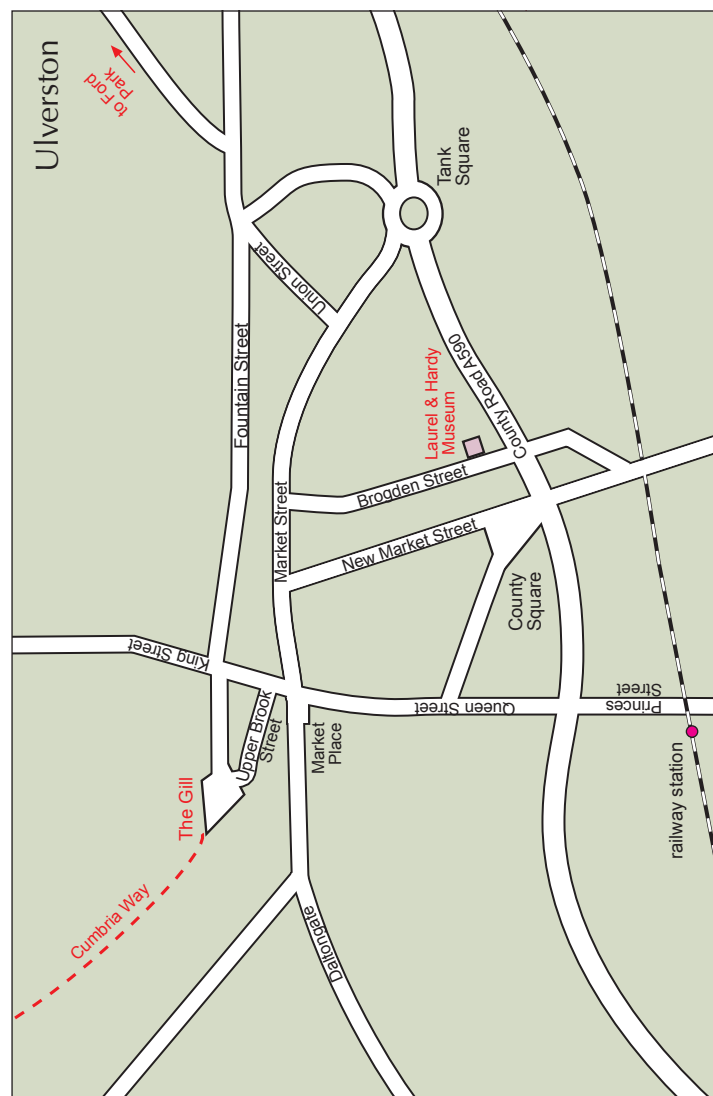 Ulverston
to Ford
Park
Tank
Square
Union Street
Fountain Street
Laurel & Hardy
Museum
County Road A590
Brogden Street
Market Street
New Market Street
County
Square
King Street
Queen Street
Princes
Street
Upper Brook
Street
Market
Place
The Gill
railway station
Cumbria Way
Daltongate